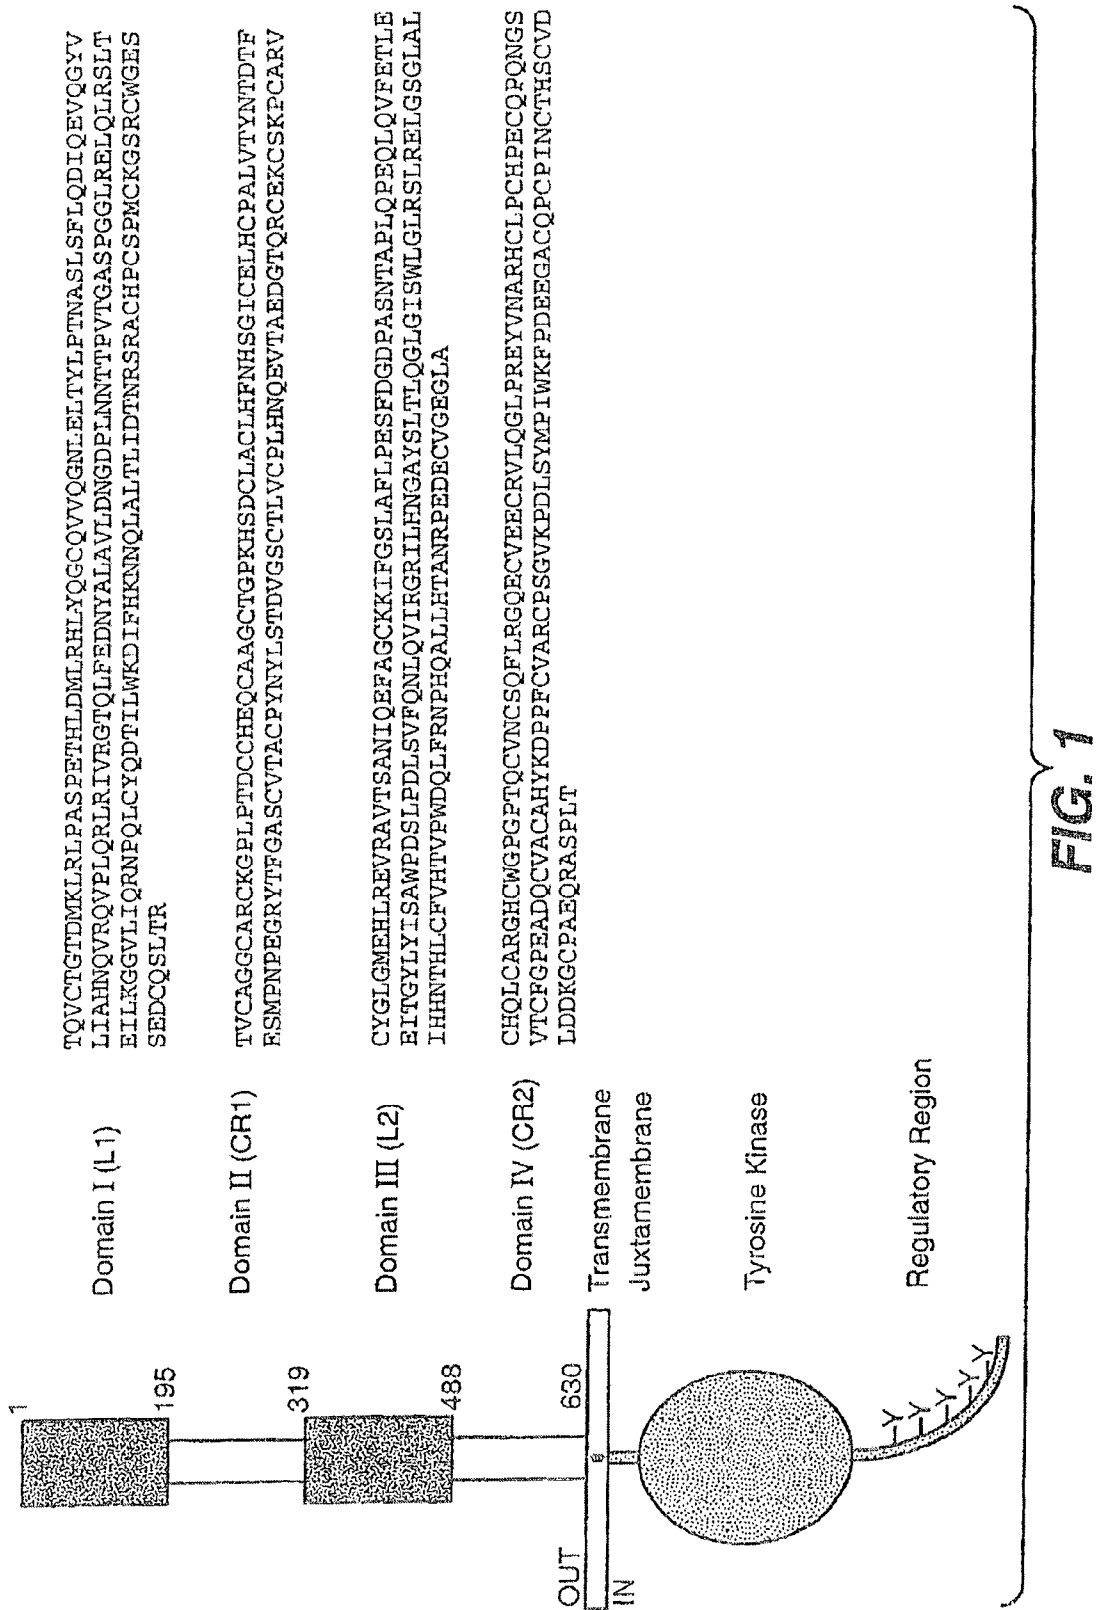 1
195
319
488
630
OUT
IN
Domain I (L1)
TQVCTGTDMKLRLPASPETHLDMLRHLYQGCQVVQGNLELTYLPTNASLSFLQDIQEVQGYV
LIAHNQVRQVPLQRLRIVRGTQLFEDNYALAVLDNGDPLNNTTPVTGASPGGLRELQLRSLT
EILKGGVLIQRNPQLCYQDTILWKDIFHKNNQLALTLIDTNRSRACHPCSPMCKGSRCWGES
SEDCQSLTR
Domain II (CR1)
TVCAGGCARCKGPLPTDCCHEQCAAGCTGPKHSDCLACLHFNHSGICELHCPALVTYNTDTF
ESMPNPEGRYTFGASCVTACPYNYLSTDVGSCTLVCPLHNQEVTAEDGTQRCEKCSKPCARV
Domain III (L2)
CYGLGMEHLREVRAVTSANIQEFAGCKKIFGSLAFLPESFDGDPASNTAPLQPEQLQVFETLE
EITGYLYISAWPDSLPDLSVFQNLQVIRGRILHNGAYSLTLQGLGISWLGLRSLRELGSGLAL
IHHNTHLCFVHTVPWDQLFRNPHQALLHTANRPEDECVGEGLA
Domain IV (CR2)
CHQLCARGHCWGPGPTQCVNCSQFLRGQECVEECRVLQGLPREYVNARHCLPCHPECQPQNGS
VTCFGPEADQCVACAHYKDPPFCVARCPSGVKPDLSYMPIWKFPDEEGACQPCPINCTHSCVD
LDDKGCPAEQRASPLT
Transmembrane
Juxtamembrane
Tyrosine Kinase
Regulatory Region
Y
Y
Y
Y
Y
FIG. 1